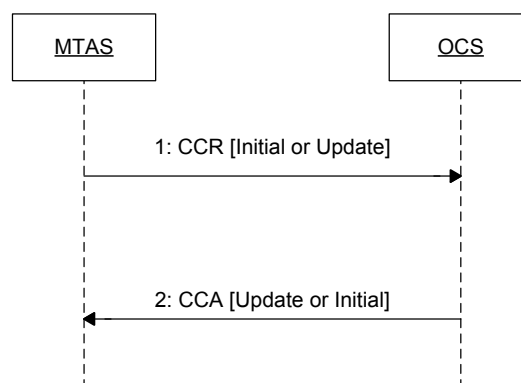 MTAS
OCS
1: CCR [Initial or Update]
2: CCA [Update or Initial]